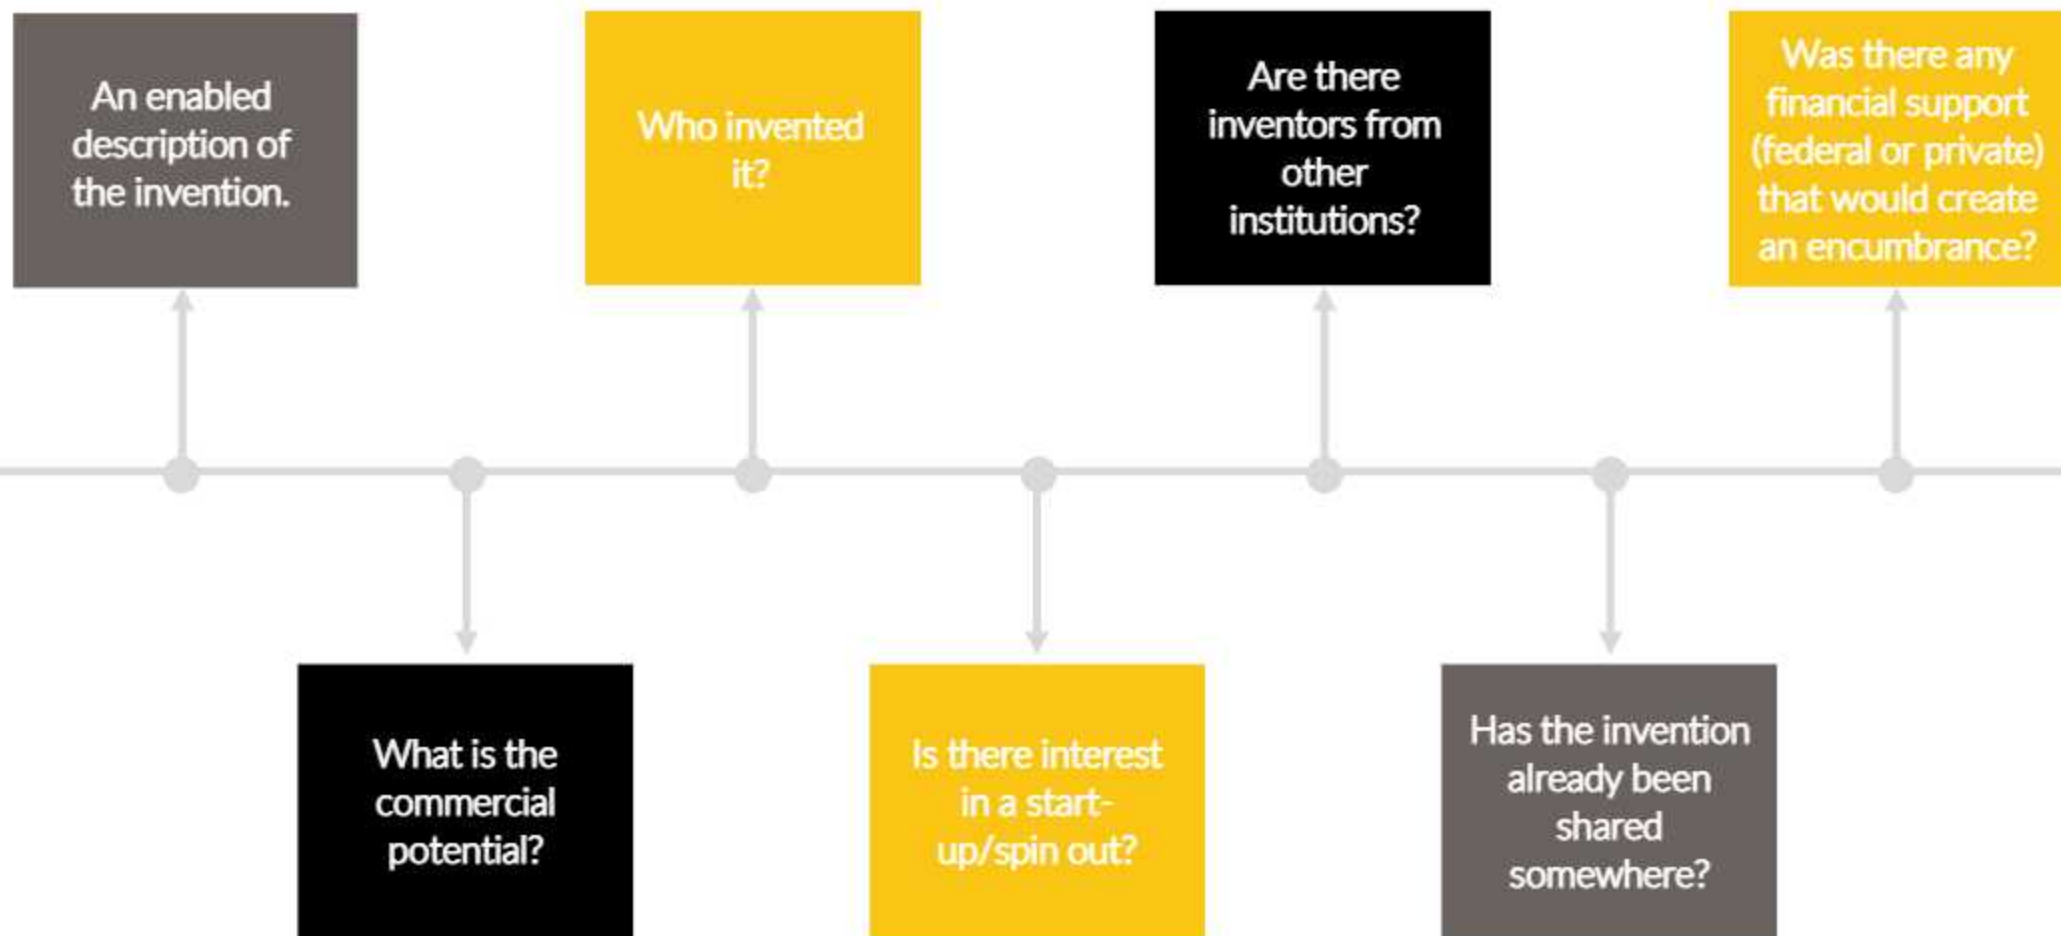 An enabled
description of
the invention.
Who invented
it?
Are there
inventors from
other
institutions?
Was there any
financial support
(federal or private)
that would create
an encumbrance?
What is the
commercial
potential?
Is there interest
in a start-
up/spin out?
Has the invention
already been
shared
somewhere?